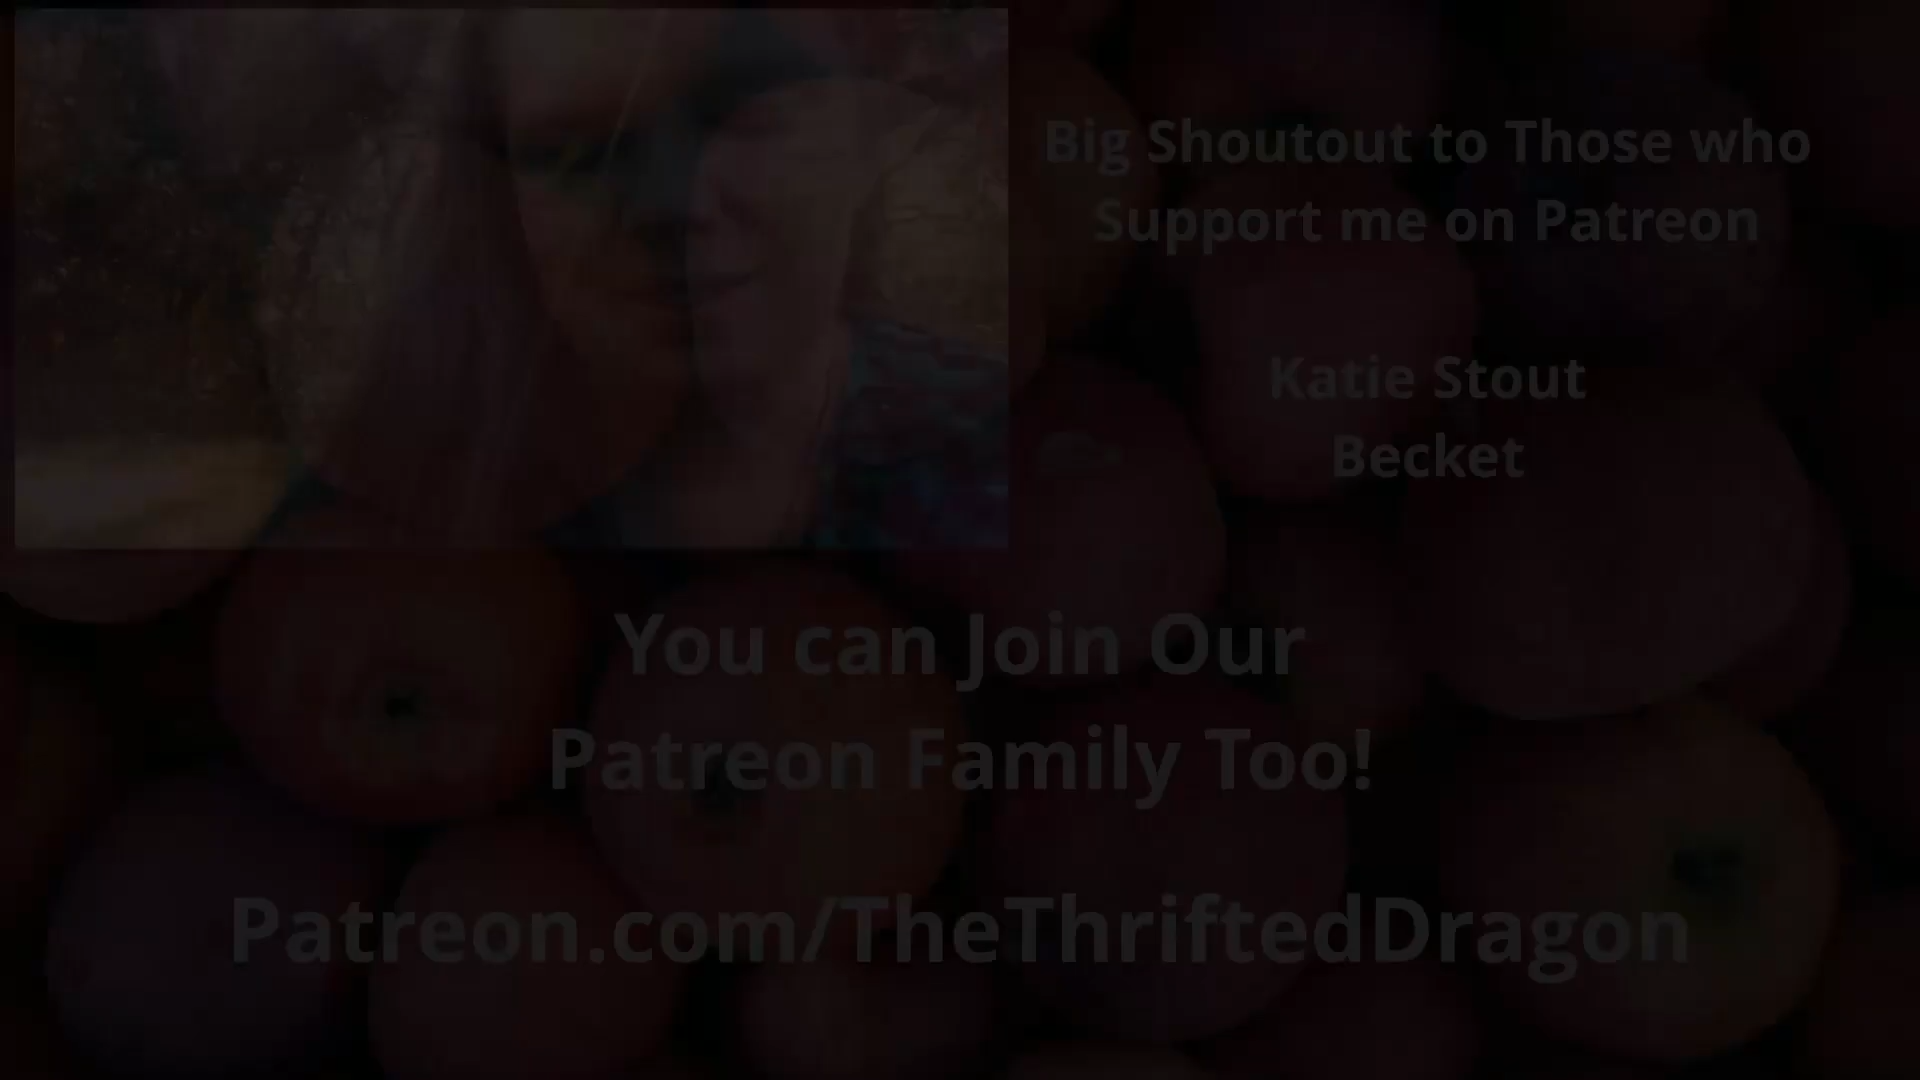 Big Shoutout to Those who
Support me on Patreon
Katie Stout
Becket
You can Join Our
Patreon Family Too!
Patreon.com/TheThriftedDragon